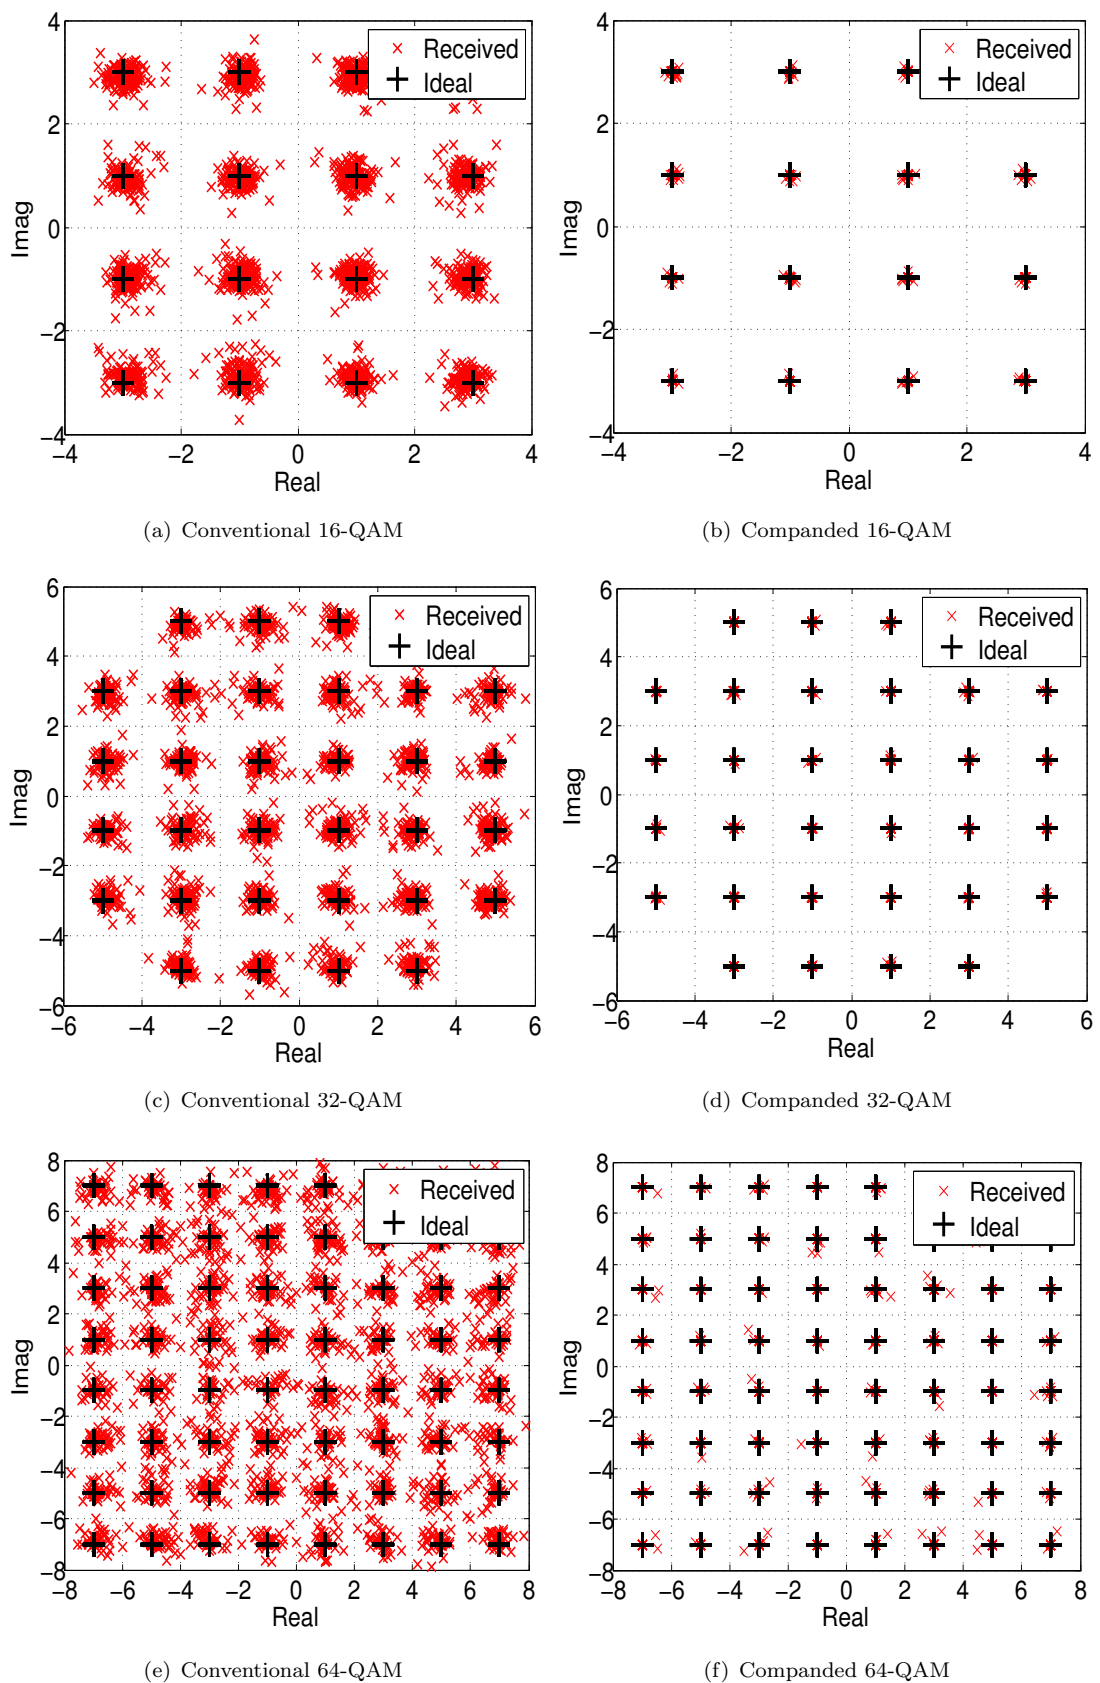 4
2
0
−2
−4
Imag
−4 −2 0 2 4
Real
Received
Ideal
(a) Conventional 16-QAM
4
2
0
−2
−4
Imag
−4 −2 0 2 4
Real
Received
Ideal
(b) Companded 16-QAM
6
4
2
0
−2
−4
−6
Imag
−6 −4 −2 0 2 4 6
Real
Received
Ideal
(c) Conventional 32-QAM
6
4
2
0
−2
−4
−6
Imag
−6 −4 −2 0 2 4 6
Real
Received
Ideal
(d) Companded 32-QAM
8
6
4
2
0
−2
−4
−6
−8
Imag
−8 −6 −4 −2 0 2 4 6 8
Real
Received
Ideal
(e) Conventional 64-QAM
8
6
4
2
0
−2
−4
−6
−8
Imag
−8 −6 −4 −2 0 2 4 6 8
Real
Received
Ideal
(f) Companded 64-QAM